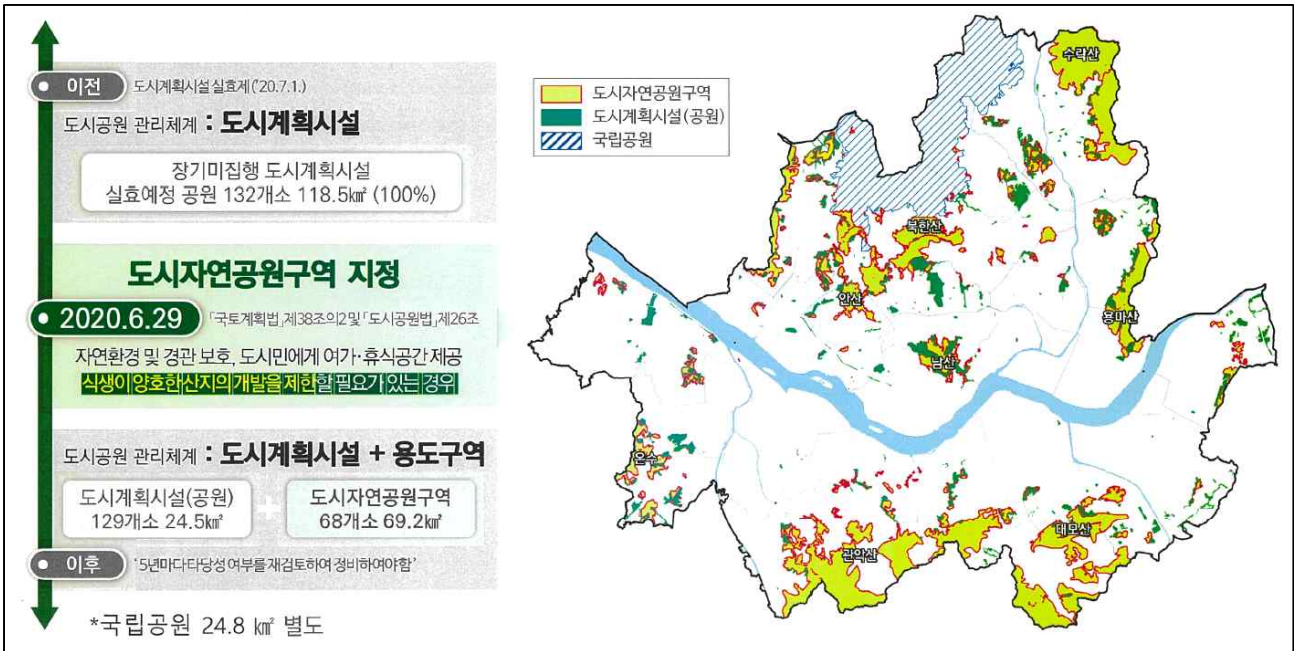 이전 도시계획시설 실효제('20.7.1.)
도시공원 관리체계 : 도시계획시설
장기미집행 도시계획시설
실효예정 공원 132개소 118.5㎢ (100%)
도시자연공원구역 지정
2020.6.29 「국토계획법」제38조의2 및 「도시공원법」제26조
자연환경 및 경관 보호, 도시민에게 여가·휴식공간 제공
식생이 양호한 산지의 개발을 제한할 필요가 있는 경우
도시공원 관리체계 : 도시계획시설 + 용도구역
도시계획시설(공원)
129개소 24.5㎢
+
도시자연공원구역
68개소 69.2㎢
이후 '5년마다 타당성 여부를 재검토하여 정비하여야 함'
*국립공원 24.8 ㎢ 별도
도시자연공원구역
도시계획시설(공원)
국립공원
수락산
북한산
안산
용마산
남산
온수
관악산
대모산